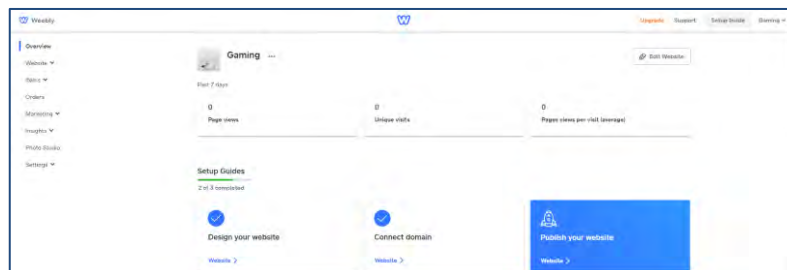 Weebly
Upgrade Support Setup Guide Gaming
Overview
Website
Items
Orders
Marketing
Insights
Photo Studio
Settings
Gaming ...
Edit Website
Past 7 days
0 0 0
Page views Unique visits Pages views per visit (average)
Setup Guides
2 of 3 completed
Design your website Connect domain Publish your website
Website > Website > Website >